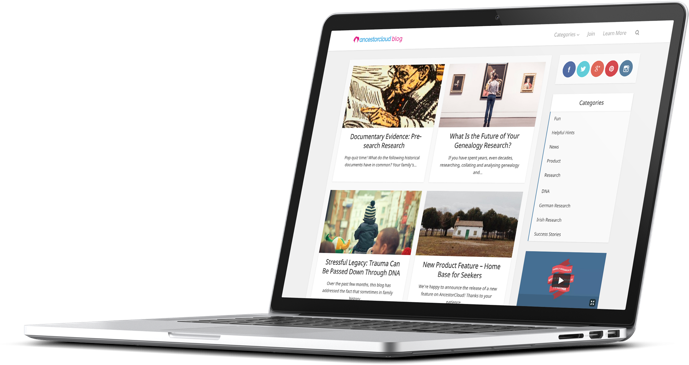 ancestorcloud blog
Categories
Join
Learn More
Documentary Evidence: Pre-
search Research
Pop quiz time! What do the following historical
documents have in common? Your family's...
What Is the Future of Your
Genealogy Research?
If you have spent years, even decades,
researching, collating and analysing genealogy
and...
Stressful Legacy: Trauma Can
Be Passed Down Through DNA
Over the past few months, this blog has
addressed the fact that sometimes in family
New Product Feature – Home
Base for Seekers
We're happy to announce the release of a new
feature on AncestorCloud! Thanks to your
Categories
Fun
Helpful Hints
News
Product
Research
DNA
German Research
Irish Research
Success Stories